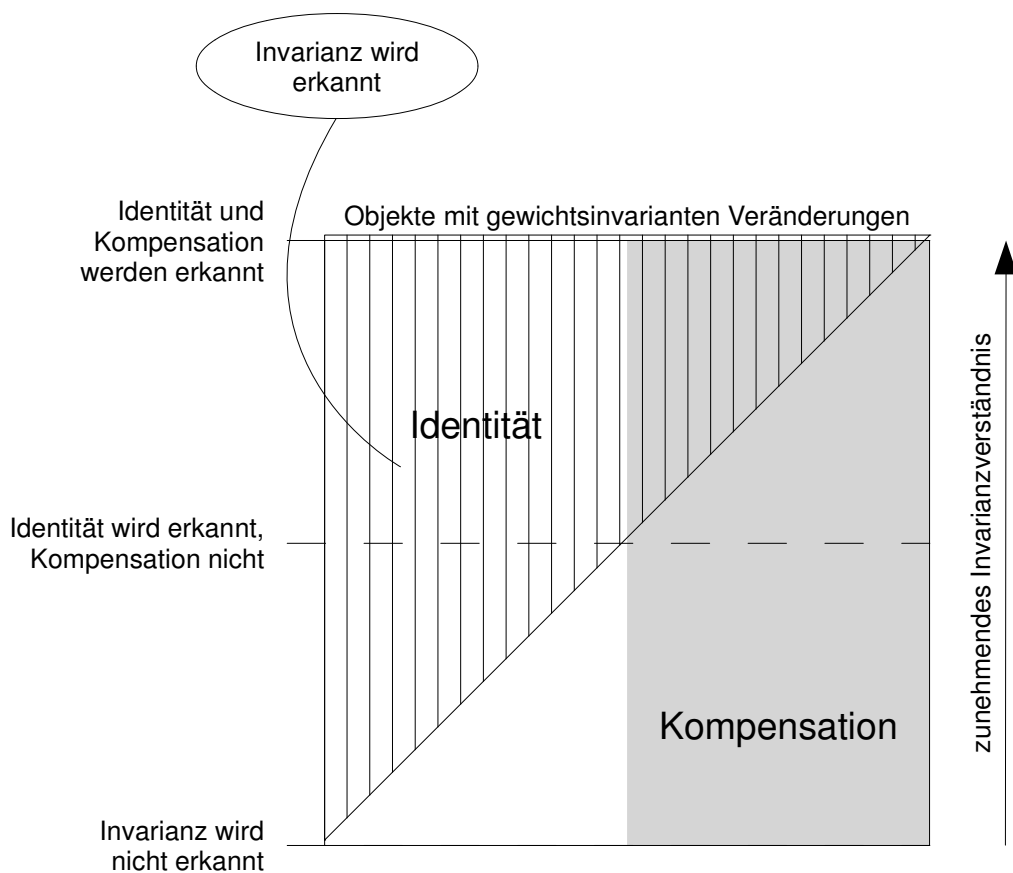 Invarianz wird
erkannt
Identität und
Kompensation
werden erkannt
Objekte mit gewichtsinvarianten Veränderungen
Identität
Identität wird erkannt,
Kompensation nicht
zunehmendes Invarianzverständnis
Kompensation
Invarianz wird
nicht erkannt